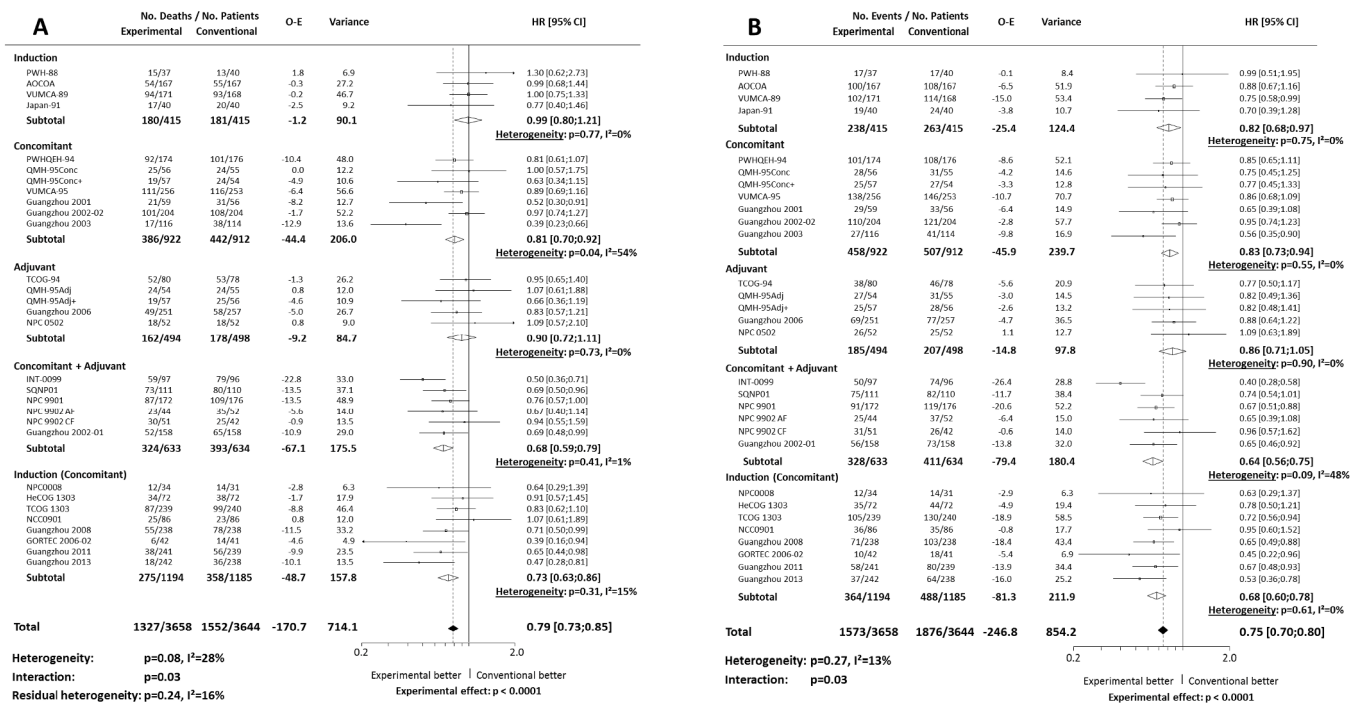 A
No. Deaths / No. Patients
Experimental Conventional O-E Variance HR [95% CI]
Induction
PWH-88 15/37 13/40 1.8 6.9 1.30 [0.62;2.73]
AOCOA 54/167 55/167 -0.3 27.2 0.99 [0.68;1.44]
VUMCA-89 94/171 93/168 -0.2 46.7 1.00 [0.75;1.33]
Japan-91 17/40 20/40 -2.5 9.2 0.77 [0.40;1.46]
Subtotal 180/415 181/415 -1.2 90.1 0.99 [0.80;1.21]
Heterogeneity: p=0.77, I²=0%
Concomitant
PWHQEH-94 92/174 101/176 -10.4 48.0 0.81 [0.61;1.07]
QMH-95Conc 25/56 24/55 0.0 12.2 1.00 [0.57;1.75]
QMH-95Conc+ 19/57 24/54 -4.9 10.6 0.63 [0.34;1.15]
VUMCA-95 111/256 116/253 -6.4 56.6 0.89 [0.69;1.16]
Guangzhou 2001 21/59 31/56 -8.2 12.7 0.52 [0.30;0.91]
Guangzhou 2002-02 101/204 108/204 -1.7 52.2 0.97 [0.74;1.27]
Guangzhou 2003 17/116 38/114 -12.9 13.6 0.39 [0.23;0.66]
Subtotal 386/922 442/912 -44.4 206.0 0.81 [0.70;0.92]
Heterogeneity: p=0.04, I²=54%
Adjuvant
TCOG-94 52/80 53/78 -1.3 26.2 0.95 [0.65;1.40]
QMH-95Adj 24/54 24/55 0.8 12.0 1.07 [0.61;1.88]
QMH-95Adj+ 19/57 25/56 -4.6 10.9 0.66 [0.36;1.19]
Guangzhou 2006 49/251 58/257 -5.0 26.7 0.83 [0.57;1.21]
NPC 0502 18/52 18/52 0.8 9.0 1.09 [0.57;2.10]
Subtotal 162/494 178/498 -9.2 84.7 0.90 [0.72;1.11]
Heterogeneity: p=0.73, I²=0%
Concomitant + Adjuvant
INT-0099 59/97 79/96 -22.8 33.0 0.50 [0.36;0.71]
SQNP01 73/111 80/110 -13.5 37.1 0.69 [0.50;0.96]
NPC 9901 87/172 109/176 -13.5 48.9 0.76 [0.57;1.00]
NPC 9902 AF 23/44 35/52 -5.6 14.0 0.67 [0.40;1.14]
NPC 9902 CF 30/51 25/42 -0.9 13.5 0.94 [0.55;1.59]
Guangzhou 2002-01 52/158 65/158 -10.9 29.0 0.69 [0.48;0.99]
Subtotal 324/633 393/634 -67.1 175.5 0.68 [0.59;0.79]
Heterogeneity: p=0.41, I²=1%
Induction (Concomitant)
NPC0008 12/34 14/31 -2.8 6.3 0.64 [0.29;1.39]
HeCOG 1303 34/72 38/72 -1.7 17.9 0.91 [0.57;1.45]
TCOG 1303 87/239 99/240 -8.8 46.4 0.83 [0.62;1.10]
NCC0901 25/86 23/86 0.8 12.0 1.07 [0.61;1.89]
Guangzhou 2008 55/238 78/238 -11.5 33.2 0.71 [0.50;0.99]
GORTEC 2006-02 6/42 14/41 -4.6 4.9 0.39 [0.16;0.94]
Guangzhou 2011 38/241 56/239 -9.9 23.5 0.65 [0.44;0.98]
Guangzhou 2013 18/242 36/238 -10.1 13.5 0.47 [0.28;0.81]
Subtotal 275/1194 358/1185 -48.7 157.8 0.73 [0.63;0.86]
Heterogeneity: p=0.31, I²=15%
Total 1327/3658 1552/3644 -170.7 714.1 0.79 [0.73;0.85]
0.2 2.0
Heterogeneity: p=0.08, I²=28%
Interaction: p=0.03
Residual heterogeneity: p=0.24, I²=16%
Experimental better | Conventional better
Experimental effect: p < 0.0001
B
No. Events / No. Patients
Experimental Conventional O-E Variance HR [95% CI]
Induction
PWH-88 17/37 17/40 -0.1 8.4 0.99 [0.51;1.95]
AOCOA 100/167 108/167 -6.5 51.9 0.88 [0.67;1.16]
VUMCA-89 102/171 114/168 -15.0 53.4 0.75 [0.58;0.99]
Japan-91 19/40 24/40 -3.8 10.7 0.70 [0.39;1.28]
Subtotal 238/415 263/415 -25.4 124.4 0.82 [0.68;0.97]
Heterogeneity: p=0.75, I²=0%
Concomitant
PWHQEH-94 101/174 108/176 -8.6 52.1 0.85 [0.65;1.11]
QMH-95Conc 28/56 31/55 -4.2 14.6 0.75 [0.45;1.25]
QMH-95Conc+ 25/57 27/54 -3.3 12.8 0.77 [0.45;1.33]
VUMCA-95 138/256 146/253 -10.7 70.7 0.86 [0.68;1.09]
Guangzhou 2001 29/59 33/56 -6.4 14.9 0.65 [0.39;1.08]
Guangzhou 2002-02 110/204 121/204 -2.8 57.7 0.95 [0.74;1.23]
Guangzhou 2003 27/116 41/114 -9.8 16.9 0.56 [0.35;0.90]
Subtotal 458/922 507/912 -45.9 239.7 0.83 [0.73;0.94]
Heterogeneity: p=0.55, I²=0%
Adjuvant
TCOG-94 38/80 46/78 -5.6 20.9 0.77 [0.50;1.17]
QMH-95Adj 27/54 31/55 -3.0 14.5 0.82 [0.49;1.36]
QMH-95Adj+ 25/57 28/56 -2.6 13.2 0.82 [0.48;1.41]
Guangzhou 2006 69/251 77/257 -4.7 36.5 0.88 [0.64;1.22]
NPC 0502 26/52 25/52 1.1 12.7 1.09 [0.63;1.89]
Subtotal 185/494 207/498 -14.8 97.8 0.86 [0.71;1.05]
Heterogeneity: p=0.90, I²=0%
Concomitant + Adjuvant
INT-0099 50/97 74/96 -26.4 28.8 0.40 [0.28;0.58]
SQNP01 75/111 82/110 -11.7 38.4 0.74 [0.54;1.01]
NPC 9901 91/172 119/176 -20.6 52.2 0.67 [0.51;0.88]
NPC 9902 AF 25/44 37/52 -6.4 15.0 0.65 [0.39;1.08]
NPC 9902 CF 31/51 26/42 -0.6 14.0 0.96 [0.57;1.62]
Guangzhou 2002-01 56/158 73/158 -13.8 32.0 0.65 [0.46;0.92]
Subtotal 328/633 411/634 -79.4 180.4 0.64 [0.56;0.75]
Heterogeneity: p=0.09, I²=48%
Induction (Concomitant)
NPC0008 12/34 14/31 -2.9 6.3 0.63 [0.29;1.37]
HeCOG 1303 35/72 44/72 -4.9 19.4 0.78 [0.50;1.21]
TCOG 1303 105/239 130/240 -18.9 58.5 0.72 [0.56;0.94]
NCC0901 36/86 35/86 -0.8 17.7 0.95 [0.60;1.52]
Guangzhou 2008 71/238 103/238 -18.4 43.4 0.65 [0.49;0.88]
GORTEC 2006-02 10/42 18/41 -5.4 6.9 0.45 [0.22;0.96]
Guangzhou 2011 58/241 80/239 -13.9 34.4 0.67 [0.48;0.93]
Guangzhou 2013 37/242 64/238 -16.0 25.2 0.53 [0.36;0.78]
Subtotal 364/1194 488/1185 -81.3 211.9 0.68 [0.60;0.78]
Heterogeneity: p=0.61, I²=0%
Total 1573/3658 1876/3644 -246.8 854.2 0.75 [0.70;0.80]
0.2 2.0
Heterogeneity: p=0.27, I²=13%
Interaction: p=0.03
Experimental better | Conventional better
Experimental effect: p < 0.0001